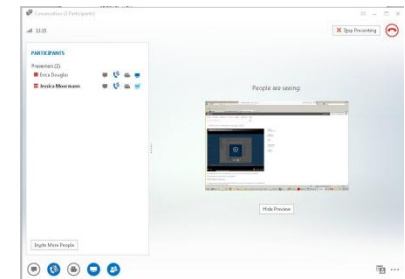 Conversation (2 Participants)
Stop Presenting
PARTICIPANTS
Presenters (2)
Erica Douglas
Jessica Moormann
People are seeing:
Hide Preview
Invite More People